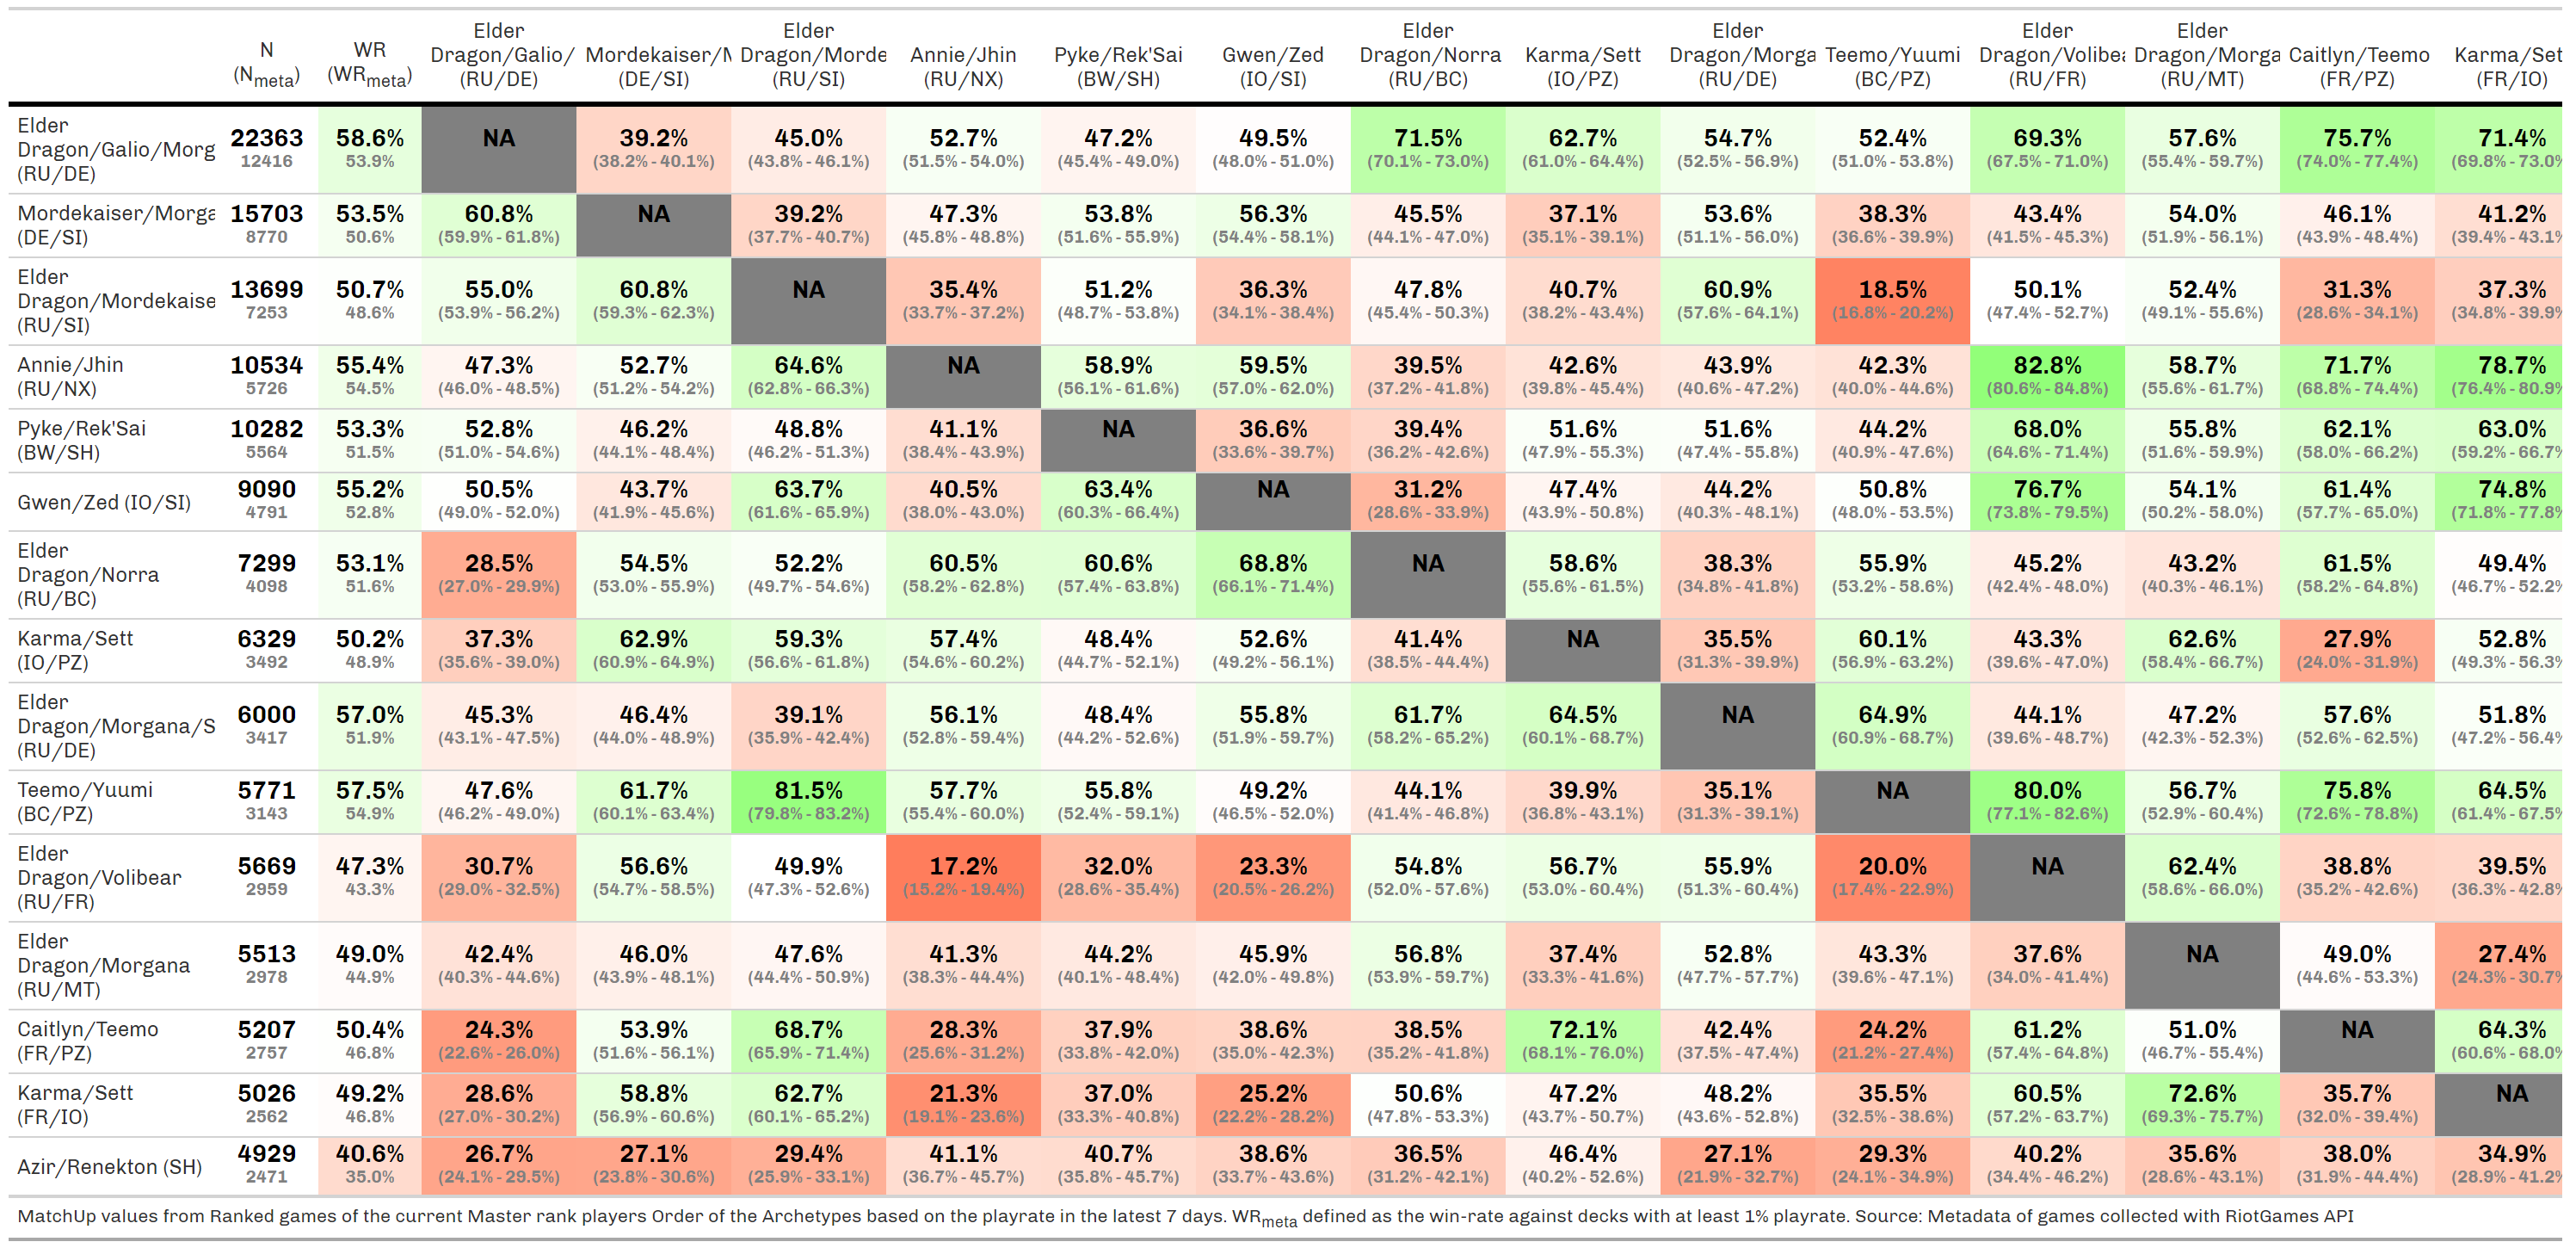 Elder Elder Elder Elder Elder Elder
N WR Dragon/Galio/ Mordekaiser/M Dragon/Morde Annie/Jhin Pyke/Rek'Sai Gwen/Zed Dragon/Norra Karma/Sett Dragon/Morga Teemo/Yuumi Dragon/Volibea Dragon/Morga Caitlyn/Teemo Karma/Set
(Nmeta) (WRmeta) (RU/DE) (DE/SI) (RU/SI) (RU/NX) (BW/SH) (IO/SI) (RU/BC) (IO/PZ) (RU/DE) (BC/PZ) (RU/FR) (RU/MT) (FR/PZ) (FR/IO)
Elder
Dragon/Galio/Morg
(RU/DE)
22363 58.6% NA 39.2% 45.0% 52.7% 47.2% 49.5% 71.5% 62.7% 54.7% 52.4% 69.3% 57.6% 75.7% 71.4%
12416 53.9% (38.2% - 40.1%) (43.8% - 46.1%) (51.5% - 54.0%) (45.4% - 49.0%) (48.0% - 51.0%) (70.1% - 73.0%) (61.0% - 64.4%) (52.5% - 56.9%) (51.0% - 53.8%) (67.5% - 71.0%) (55.4% - 59.7%) (74.0% - 77.4%) (69.8% - 73.0%
Mordekaiser/Morga
(DE/SI)
15703 53.5% 60.8% NA 39.2% 47.3% 53.8% 56.3% 45.5% 37.1% 53.6% 38.3% 43.4% 54.0% 46.1% 41.2%
8770 50.6% (59.9% - 61.8%) (37.7% - 40.7%) (45.8% - 48.8%) (51.6% - 55.9%) (54.4% - 58.1%) (44.1% - 47.0%) (35.1% - 39.1%) (51.1% - 56.0%) (36.6% - 39.9%) (41.5% - 45.3%) (51.9% - 56.1%) (43.9% - 48.4%) (39.4% - 43.1%
Elder
Dragon/Mordekaise
(RU/SI)
13699 50.7% 55.0% 60.8% NA 35.4% 51.2% 36.3% 47.8% 40.7% 60.9% 18.5% 50.1% 52.4% 31.3% 37.3%
7253 48.6% (53.9% - 56.2%) (59.3% - 62.3%) (33.7% - 37.2%) (48.7% - 53.8%) (34.1% - 38.4%) (45.4% - 50.3%) (38.2% - 43.4%) (57.6% - 64.1%) (16.8% - 20.2%) (47.4% - 52.7%) (49.1% - 55.6%) (28.6% - 34.1%) (34.8% - 39.9%
Annie/Jhin
(RU/NX)
10534 55.4% 47.3% 52.7% 64.6% NA 58.9% 59.5% 39.5% 42.6% 43.9% 42.3% 82.8% 58.7% 71.7% 78.7%
5726 54.5% (46.0% - 48.5%) (51.2% - 54.2%) (62.8% - 66.3%) (56.1% - 61.6%) (57.0% - 62.0%) (37.2% - 41.8%) (39.8% - 45.4%) (40.6% - 47.2%) (40.0% - 44.6%) (80.6% - 84.8%) (55.6% - 61.7%) (68.8% - 74.4%) (76.4% - 80.9%
Pyke/Rek'Sai
(BW/SH)
10282 53.3% 52.8% 46.2% 48.8% 41.1% NA 36.6% 39.4% 51.6% 51.6% 44.2% 68.0% 55.8% 62.1% 63.0%
5564 51.5% (51.0% - 54.6%) (44.1% - 48.4%) (46.2% - 51.3%) (38.4% - 43.9%) (33.6% - 39.7%) (36.2% - 42.6%) (47.9% - 55.3%) (47.4% - 55.8%) (40.9% - 47.6%) (64.6% - 71.4%) (51.6% - 59.9%) (58.0% - 66.2%) (59.2% - 66.7%
Gwen/Zed (IO/SI)
9090 55.2% 50.5% 43.7% 63.7% 40.5% 63.4% NA 31.2% 47.4% 44.2% 50.8% 76.7% 54.1% 61.4% 74.8%
4791 52.8% (49.0% - 52.0%) (41.9% - 45.6%) (61.6% - 65.9%) (38.0% - 43.0%) (60.3% - 66.4%) (28.6% - 33.9%) (43.9% - 50.8%) (40.3% - 48.1%) (48.0% - 53.5%) (73.8% - 79.5%) (50.2% - 58.0%) (57.7% - 65.0%) (71.8% - 77.8%
Elder
Dragon/Norra
(RU/BC)
7299 53.1% 28.5% 54.5% 52.2% 60.5% 60.6% 68.8% NA 58.6% 38.3% 55.9% 45.2% 43.2% 61.5% 49.4%
4098 51.6% (27.0% - 29.9%) (53.0% - 55.9%) (49.7% - 54.6%) (58.2% - 62.8%) (57.4% - 63.8%) (66.1% - 71.4%) (55.6% - 61.5%) (34.8% - 41.8%) (53.2% - 58.6%) (42.4% - 48.0%) (40.3% - 46.1%) (58.2% - 64.8%) (46.7% - 52.2%
Karma/Sett
(IO/PZ)
6329 50.2% 37.3% 62.9% 59.3% 57.4% 48.4% 52.6% 41.4% NA 35.5% 60.1% 43.3% 62.6% 27.9% 52.8%
3492 48.9% (35.6% - 39.0%) (60.9% - 64.9%) (56.6% - 61.8%) (54.6% - 60.2%) (44.7% - 52.1%) (49.2% - 56.1%) (38.5% - 44.4%) (31.3% - 39.9%) (56.9% - 63.2%) (39.6% - 47.0%) (58.4% - 66.7%) (24.0% - 31.9%) (49.3% - 56.3%
Elder
Dragon/Morgana/S
(RU/DE)
6000 57.0% 45.3% 46.4% 39.1% 56.1% 48.4% 55.8% 61.7% 64.5% NA 64.9% 44.1% 47.2% 57.6% 51.8%
3417 51.9% (43.1% - 47.5%) (44.0% - 48.9%) (35.9% - 42.4%) (52.8% - 59.4%) (44.2% - 52.6%) (51.9% - 59.7%) (58.2% - 65.2%) (60.1% - 68.7%) (60.9% - 68.7%) (39.6% - 48.7%) (42.3% - 52.3%) (52.6% - 62.5%) (47.2% - 56.4%
Teemo/Yuumi
(BC/PZ)
5771 57.5% 47.6% 61.7% 81.5% 57.7% 55.8% 49.2% 44.1% 39.9% 35.1% NA 80.0% 56.7% 75.8% 64.5%
3143 54.9% (46.2% - 49.0%) (60.1% - 63.4%) (79.8% - 83.2%) (55.4% - 60.0%) (52.4% - 59.1%) (46.5% - 52.0%) (41.4% - 46.8%) (36.8% - 43.1%) (31.3% - 39.1%) (77.1% - 82.6%) (52.9% - 60.4%) (72.6% - 78.8%) (61.4% - 67.5%
Elder
Dragon/Volibear
(RU/FR)
5669 47.3% 30.7% 56.6% 49.9% 17.2% 32.0% 23.3% 54.8% 56.7% 55.9% 20.0% NA 62.4% 38.8% 39.5%
2959 43.3% (29.0% - 32.5%) (54.7% - 58.5%) (47.3% - 52.6%) (15.2% - 19.4%) (28.6% - 35.4%) (20.5% - 26.2%) (52.0% - 57.6%) (53.0% - 60.4%) (51.3% - 60.4%) (17.4% - 22.9%) (58.6% - 66.0%) (35.2% - 42.6%) (36.3% - 42.8%
Elder
Dragon/Morgana
(RU/MT)
5513 49.0% 42.4% 46.0% 47.6% 41.3% 44.2% 45.9% 56.8% 37.4% 52.8% 43.3% 37.6% NA 49.0% 27.4%
2978 44.9% (40.3% - 44.6%) (43.9% - 48.1%) (44.4% - 50.9%) (38.3% - 44.4%) (40.1% - 48.4%) (42.0% - 49.8%) (53.9% - 59.7%) (33.3% - 41.6%) (47.7% - 57.7%) (39.6% - 47.1%) (34.0% - 41.4%) (44.6% - 53.3%) (24.3% - 30.7%
Caitlyn/Teemo
(FR/PZ)
5207 50.4% 24.3% 53.9% 68.7% 28.3% 37.9% 38.6% 38.5% 72.1% 42.4% 24.2% 61.2% 51.0% NA 64.3%
2757 46.8% (22.6% - 26.0%) (51.6% - 56.1%) (65.9% - 71.4%) (25.6% - 31.2%) (33.8% - 42.0%) (35.0% - 42.3%) (35.2% - 41.8%) (68.1% - 76.0%) (37.5% - 47.4%) (21.2% - 27.4%) (57.4% - 64.8%) (46.7% - 55.4%) (60.6% - 68.0%
Karma/Sett
(FR/IO)
5026 49.2% 28.6% 58.8% 62.7% 21.3% 37.0% 25.2% 50.6% 47.2% 48.2% 35.5% 60.5% 72.6% 35.7% NA
2562 46.8% (27.0% - 30.2%) (56.9% - 60.6%) (60.1% - 65.2%) (19.1% - 23.6%) (33.3% - 40.8%) (22.2% - 28.2%) (47.8% - 53.3%) (43.7% - 50.7%) (43.6% - 52.8%) (32.5% - 38.6%) (57.2% - 63.7%) (69.3% - 75.7%) (32.0% - 39.4%)
Azir/Renekton (SH)
4929 40.6% 26.7% 27.1% 29.4% 41.1% 40.7% 38.6% 36.5% 46.4% 27.1% 29.3% 40.2% 35.6% 38.0% 34.9%
2471 35.0% (24.1% - 29.5%) (23.8% - 30.6%) (25.9% - 33.1%) (36.7% - 45.7%) (35.8% - 45.7%) (33.7% - 43.6%) (31.2% - 42.1%) (40.2% - 52.6%) (21.9% - 32.7%) (24.1% - 34.9%) (34.4% - 46.2%) (28.6% - 43.1%) (31.9% - 44.4%) (28.9% - 41.2%
MatchUp values from Ranked games of the current Master rank players Order of the Archetypes based on the playrate in the latest 7 days. WRmeta defined as the win-rate against decks with at least 1% playrate. Source: Metadata of games collected with RiotGames API